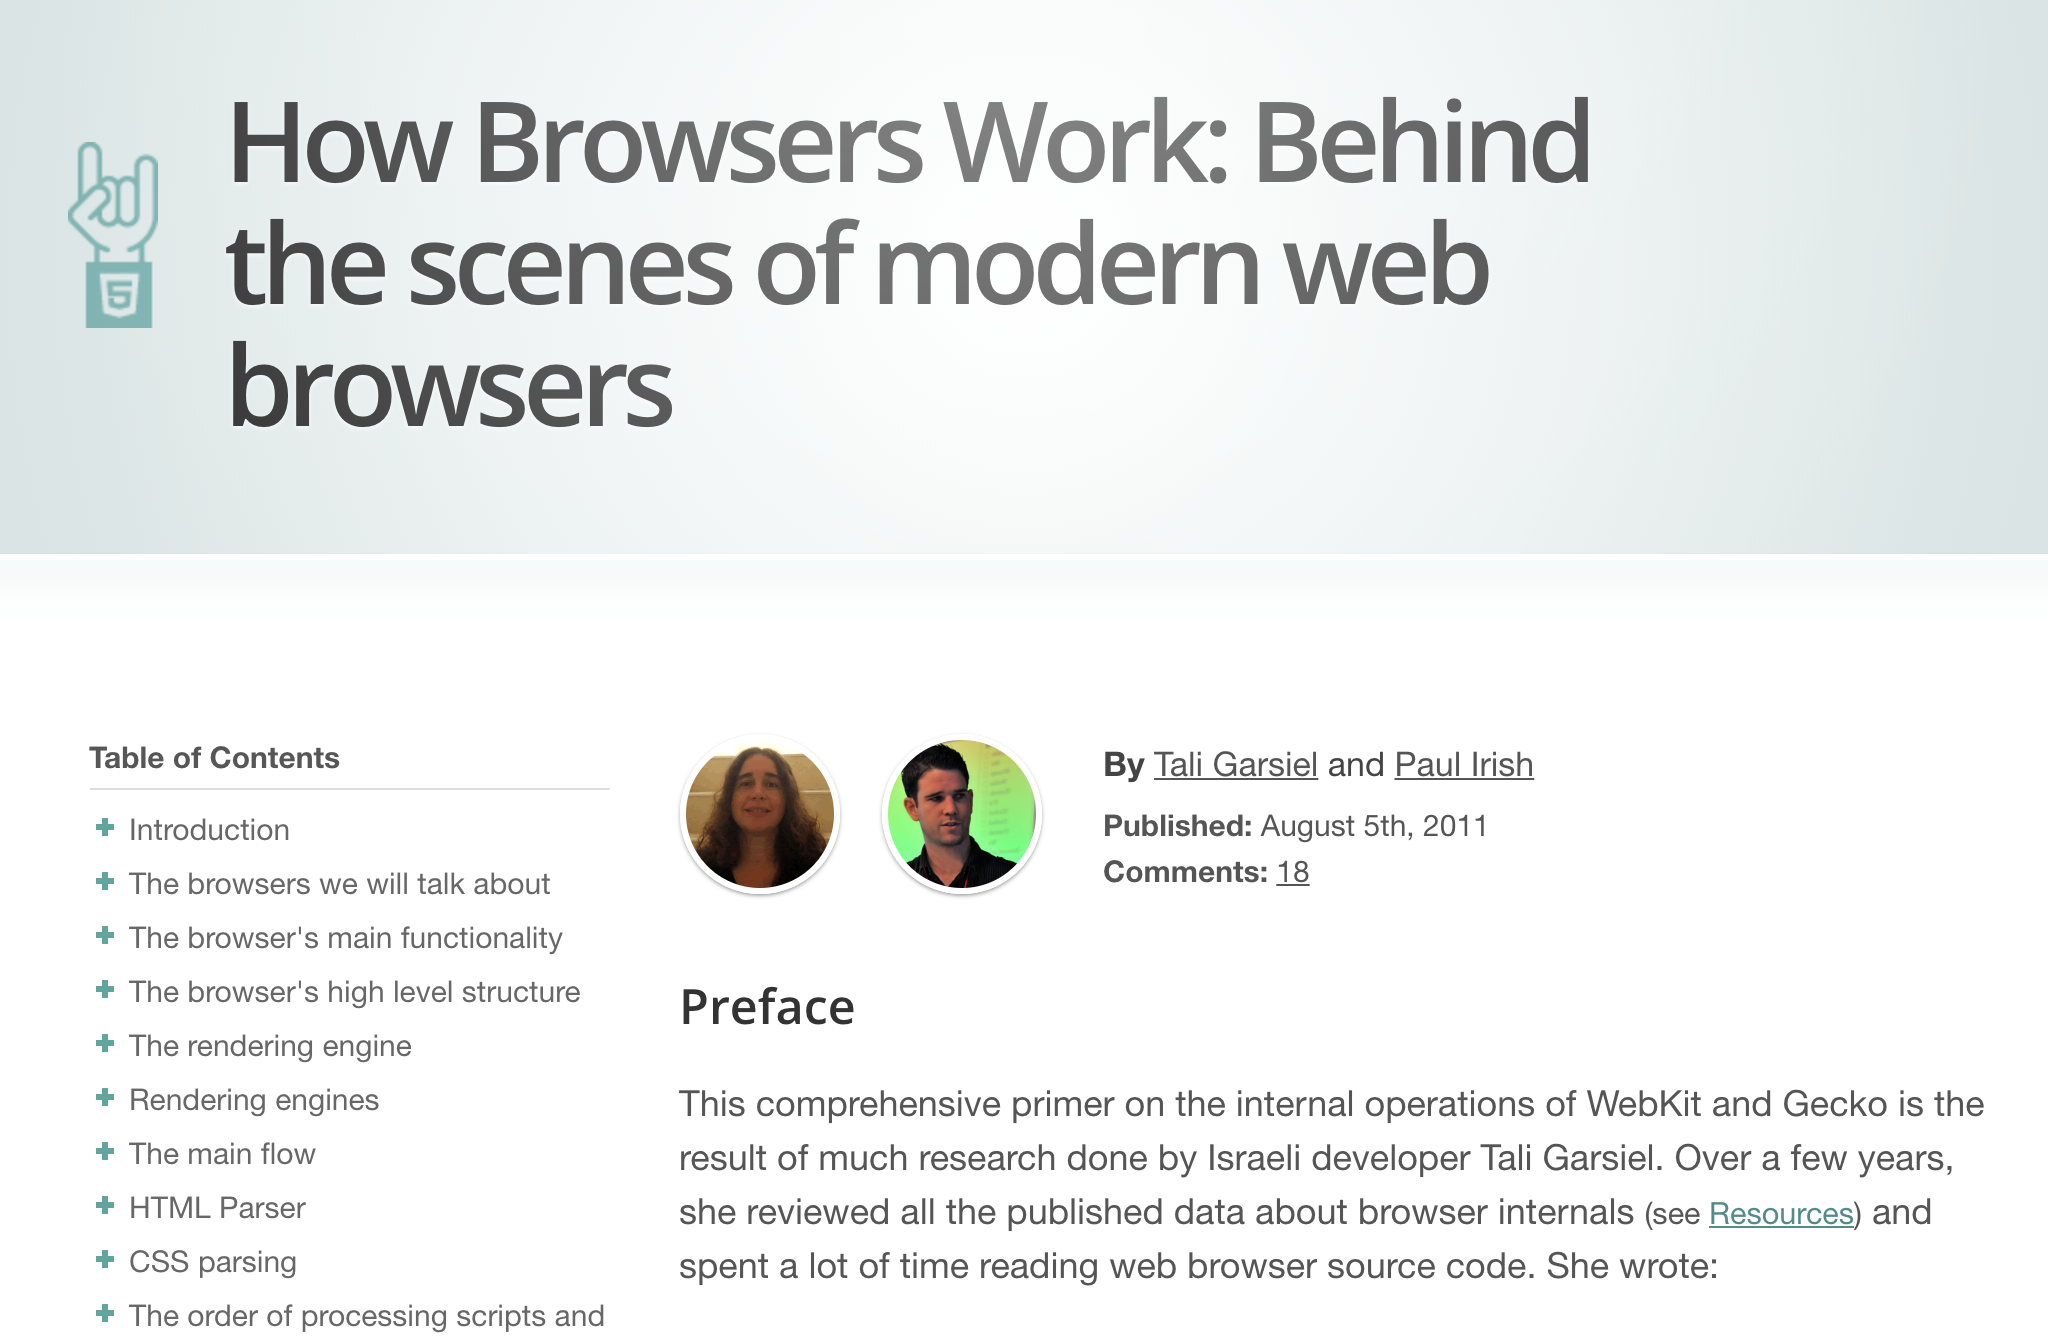 How Browsers Work: Behind
the scenes of modern web
browsers
5
Table of Contents
Introduction
The browsers we will talk about
The browser's main functionality
The browser's high level structure
The rendering engine
Rendering engines
The main flow
HTML Parser
CSS parsing
The order of processing scripts and
By Tali Garsiel and Paul Irish
Published: August 5th, 2011
Comments: 18
Preface
This comprehensive primer on the internal operations of WebKit and Gecko is the
result of much research done by Israeli developer Tali Garsiel. Over a few years,
she reviewed all the published data about browser internals (see Resources) and
spent a lot of time reading web browser source code. She wrote: